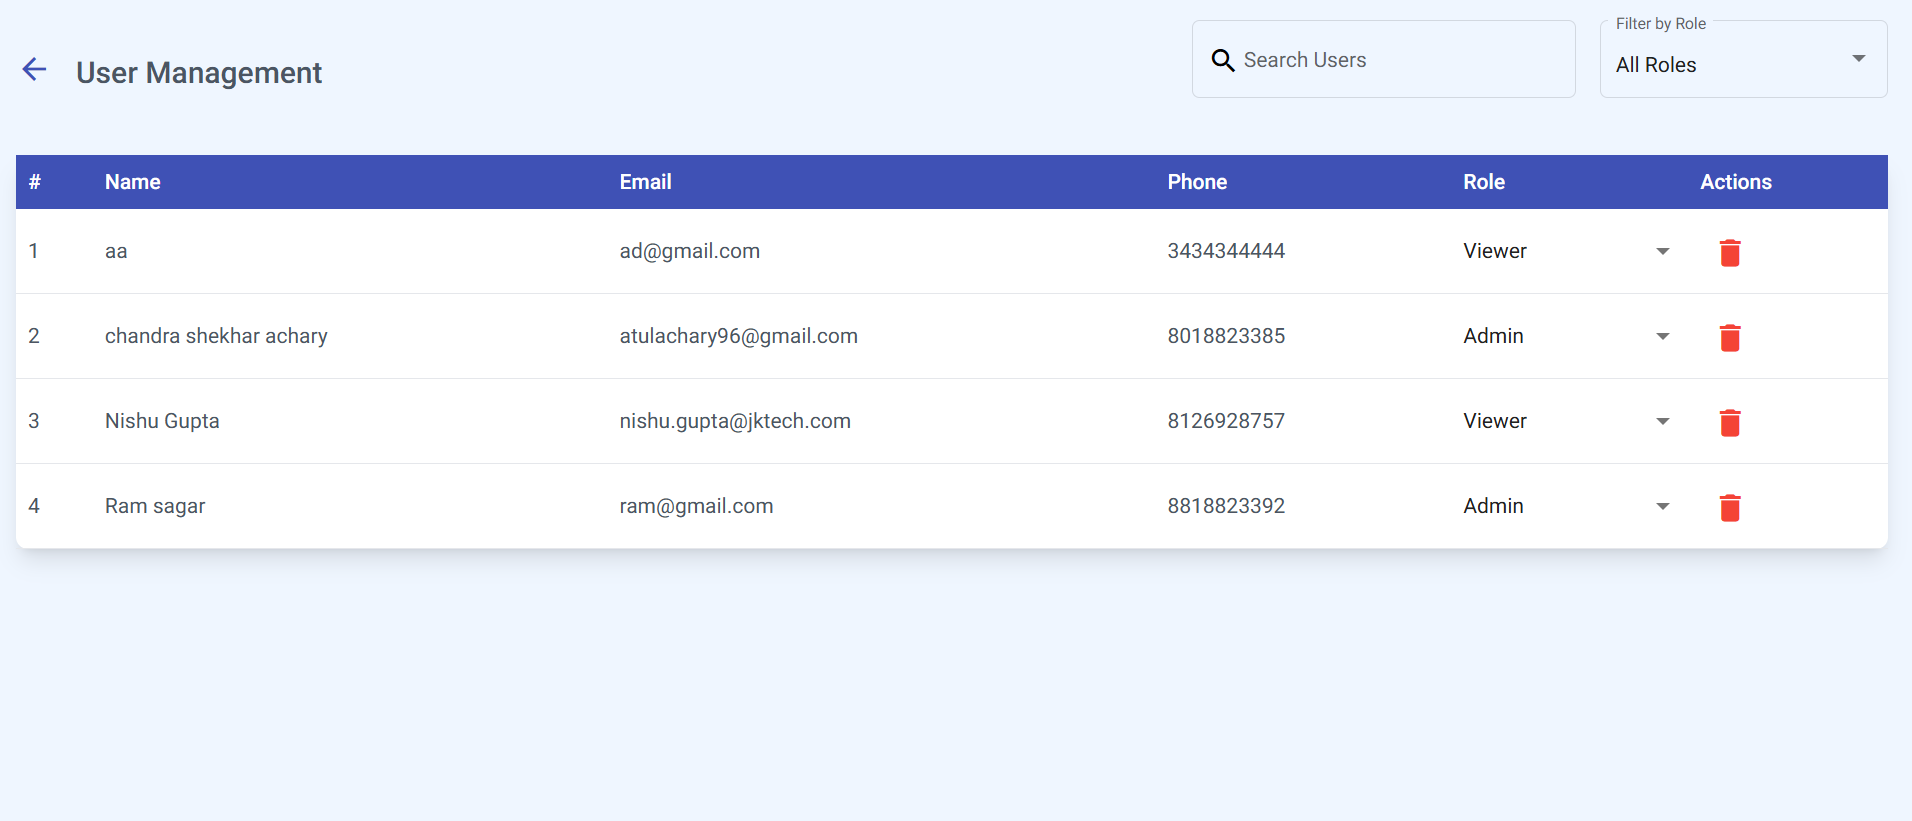 User Management
Search Users
Filter by Role
All Roles
# Name Email Phone Role Actions
1 aa ad@gmail.com 3434344444 Viewer
2 chandra shekhar achary atulachary96@gmail.com 8018823385 Admin
3 Nishu Gupta nishu.gupta@jktech.com 8126928757 Viewer
4 Ram sagar ram@gmail.com 8818823392 Admin